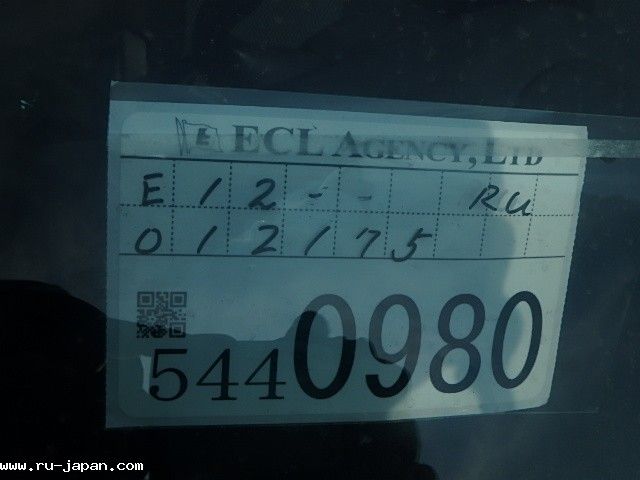 ECL AGENCY, LTD
E12-- RU
012175
5440980
www.ru-japan.com